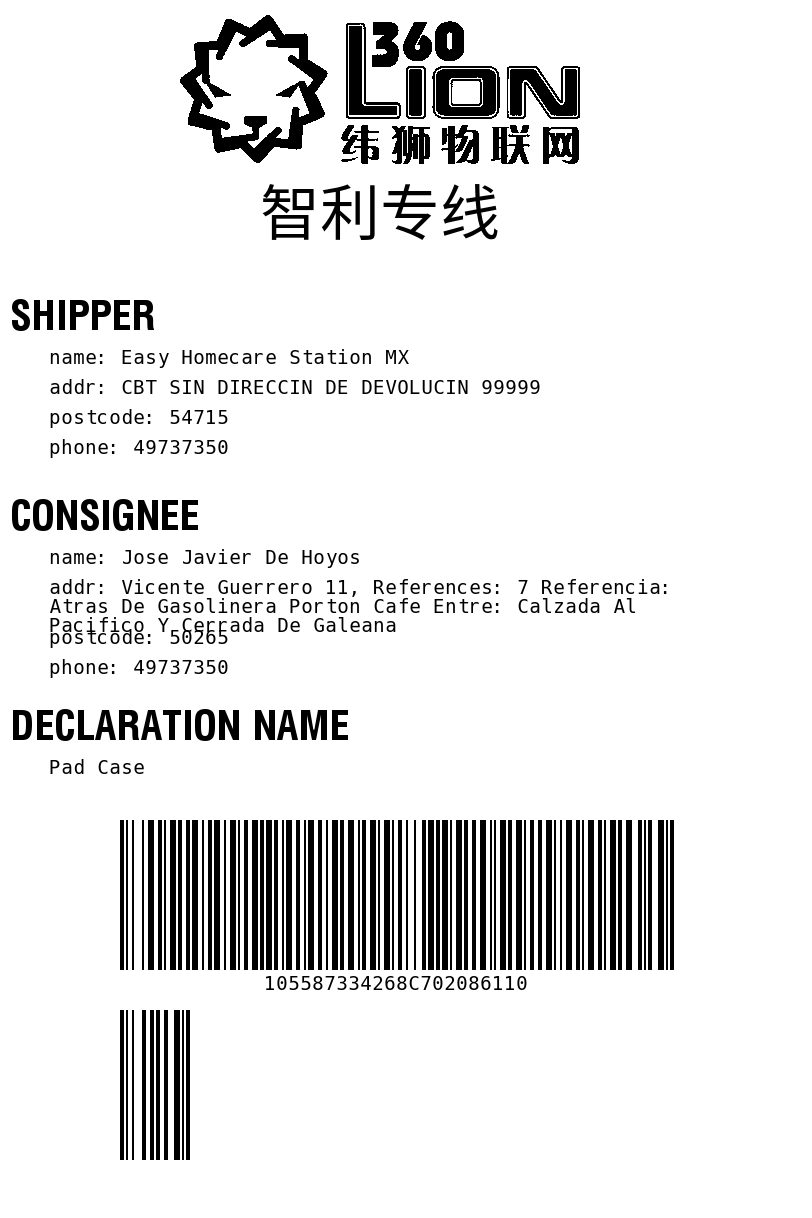 360
LION
纬狮物联网
智利专线
SHIPPER
name: Easy Homecare Station MX
addr: CBT SIN DIRECCIN DE DEVOLUCIN 99999
postcode: 54715
phone: 49737350
CONSIGNEE
name: Jose Javier De Hoyos
addr: Vicente Guerrero 11, References: 7 Referencia:
Atras De Gasolinera Porton Cafe Entre: Calzada Al
Pacifico Y Cerrada De Galeana
postcode: 50265
phone: 49737350
DECLARATION NAME
Pad Case
105587334268C702086110